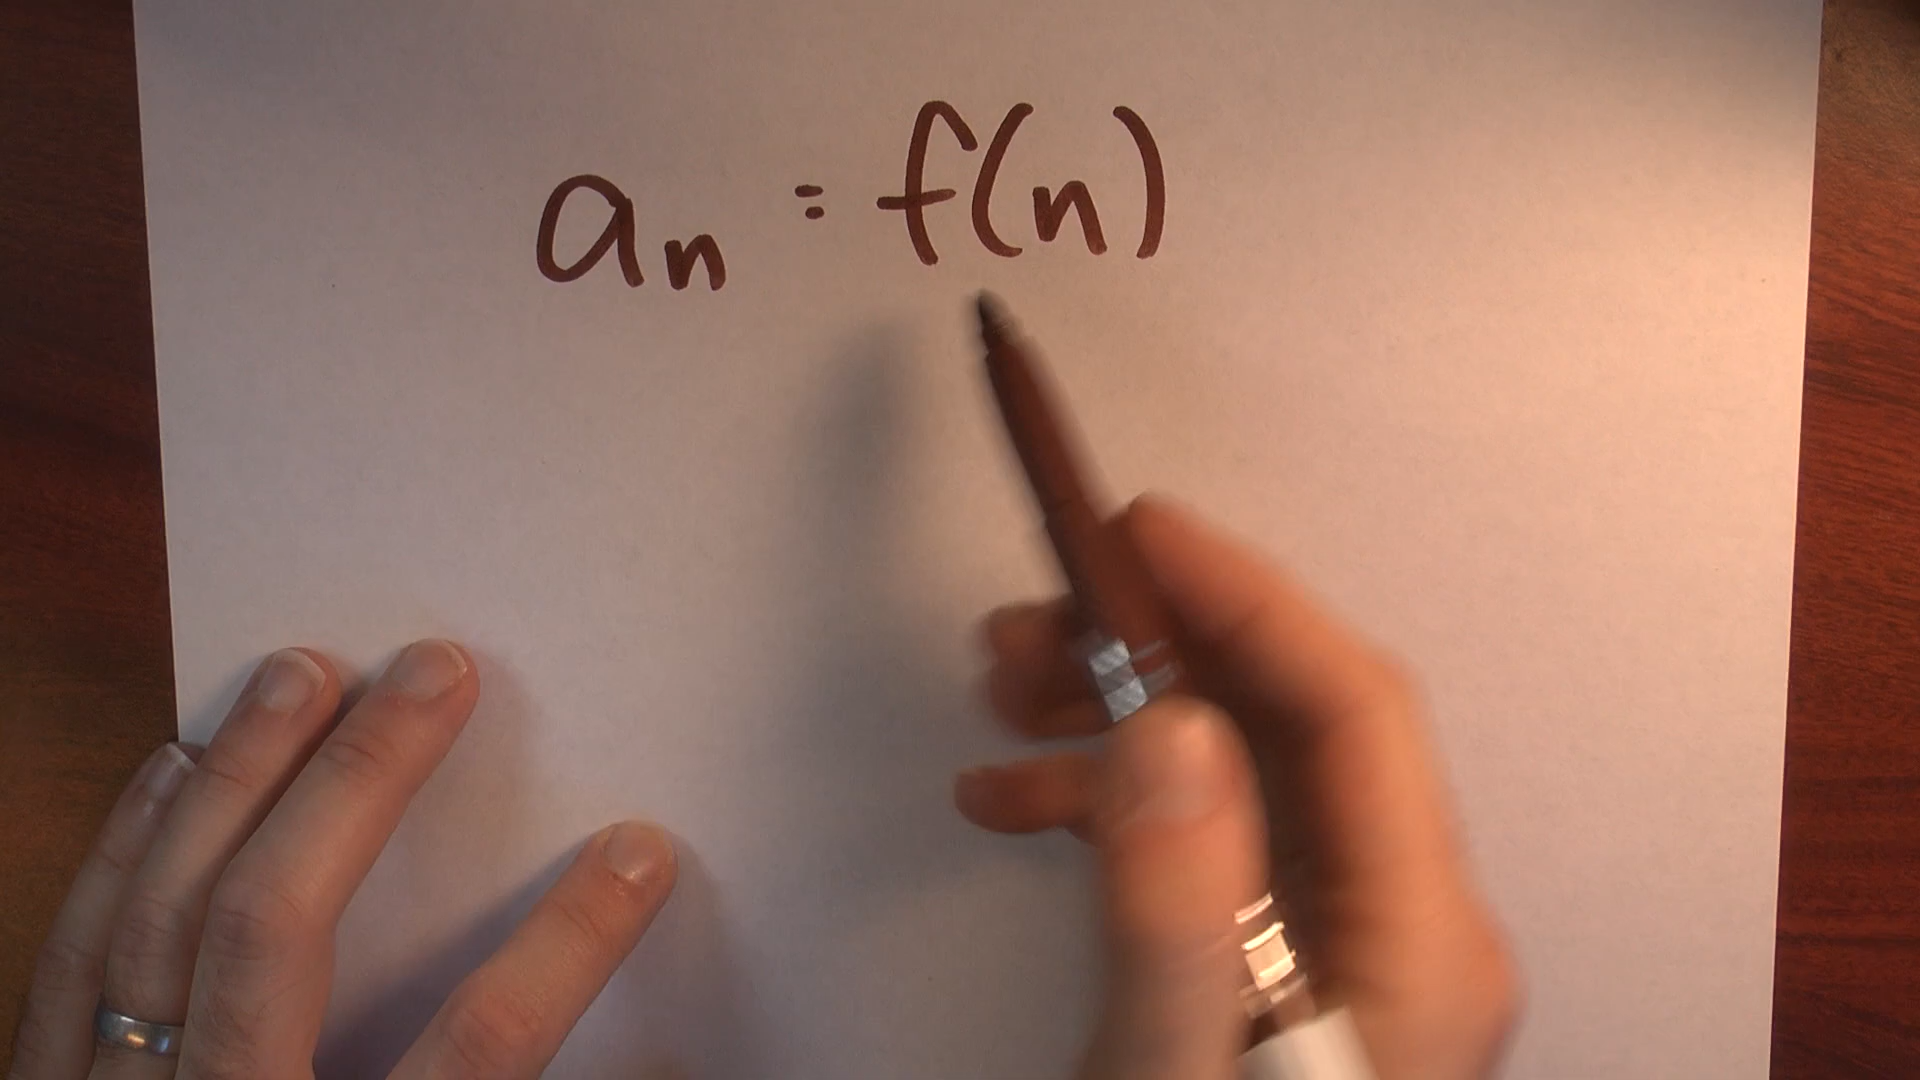 aₙ = f(n)